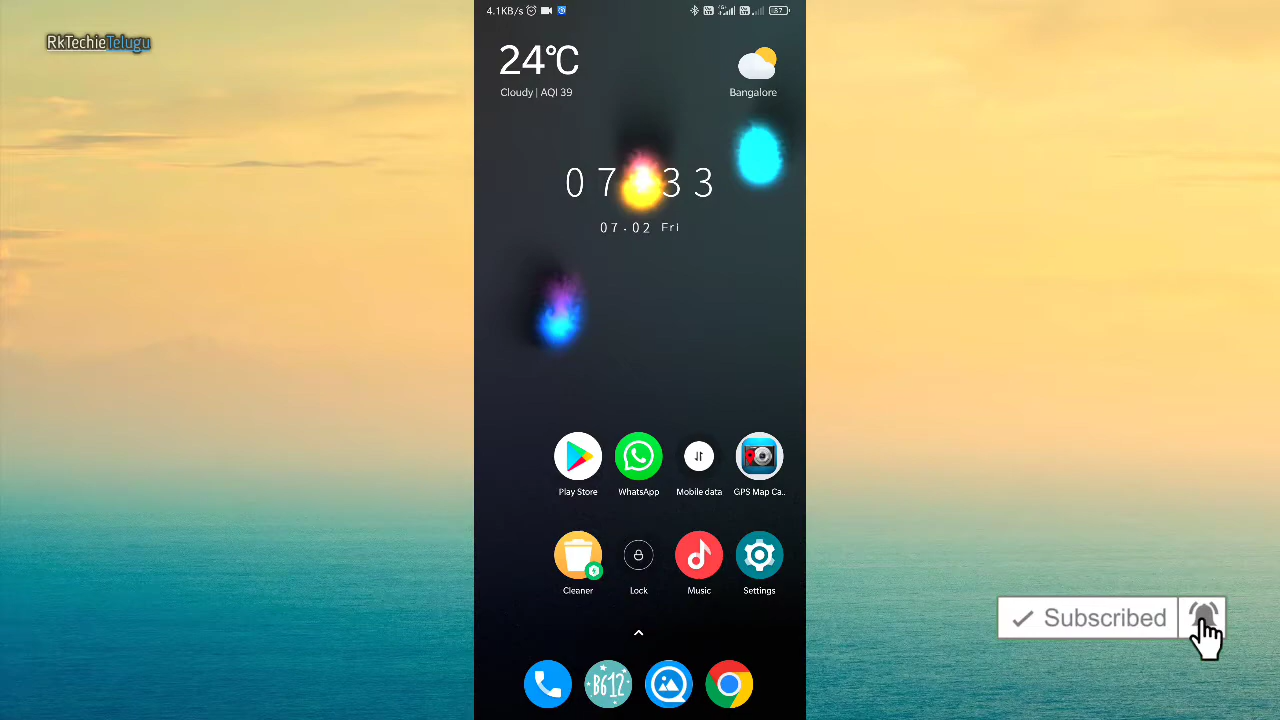 RkTechieTelugu
4.1KB/s
57
24°C
Cloudy | AQI 39
Bangalore
07 33
07-02 Fri
Play Store
WhatsApp
Mobile data
GPS Map Ca..
Cleaner
Lock
Music
Settings
B612
Subscribed